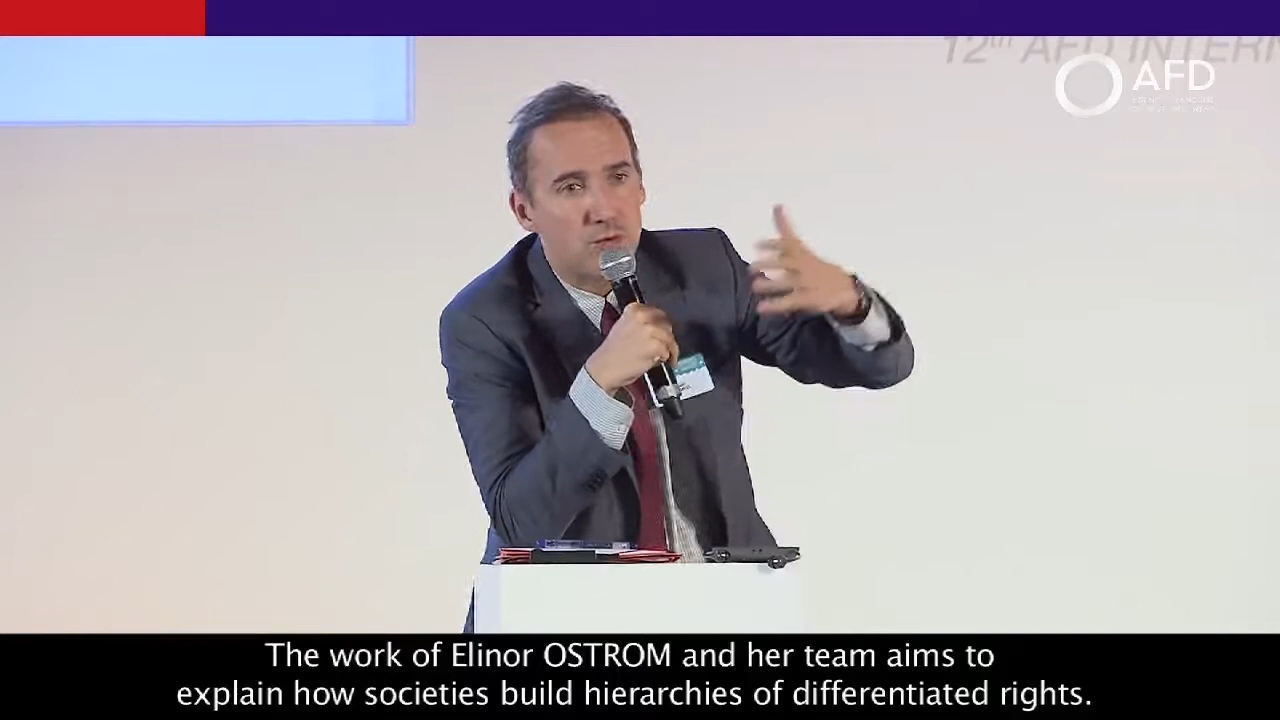 12th AFD INTERN
AFD
The work of Elinor OSTROM and her team aims to
explain how societies build hierarchies of differentiated rights.